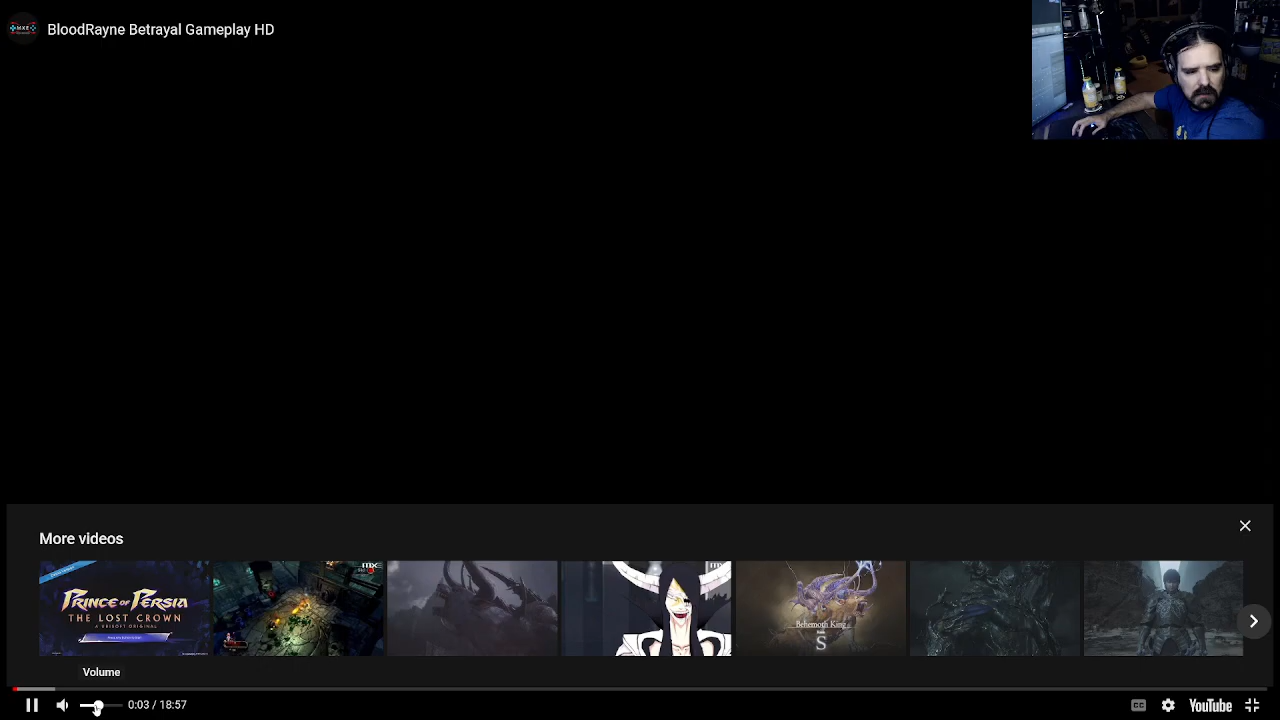 BloodRayne Betrayal Gameplay HD
More videos
PRINCE OF PERSIA
THE LOST CROWN
A UBISOFT ORIGINAL
Behemoth King
S
Volume
0:03 / 18:57
CC
YouTube